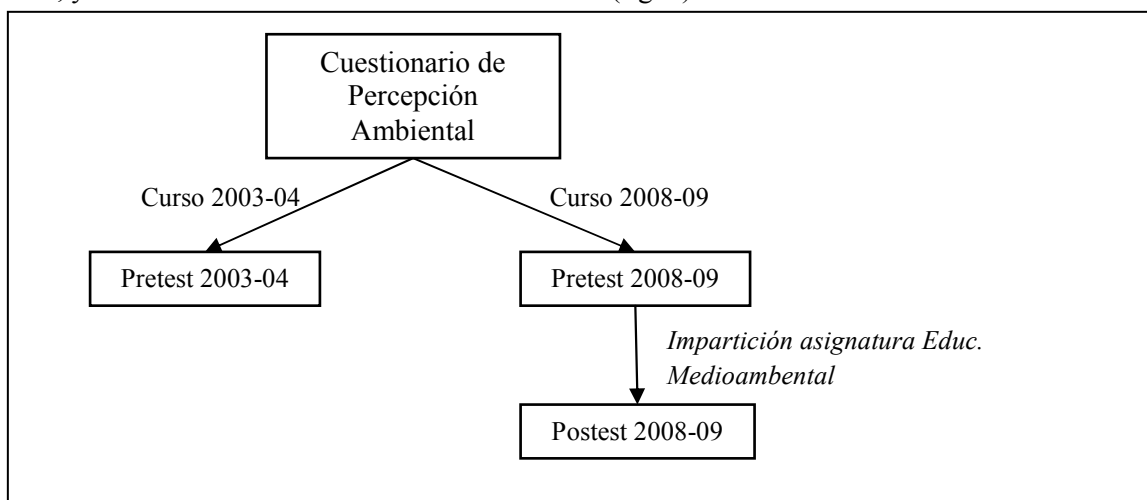 Cuestionario de
Percepción
Ambiental
Curso 2003-04
Curso 2008-09
Pretest 2003-04
Pretest 2008-09
Impartición asignatura Educ.
Medioambental
Postest 2008-09